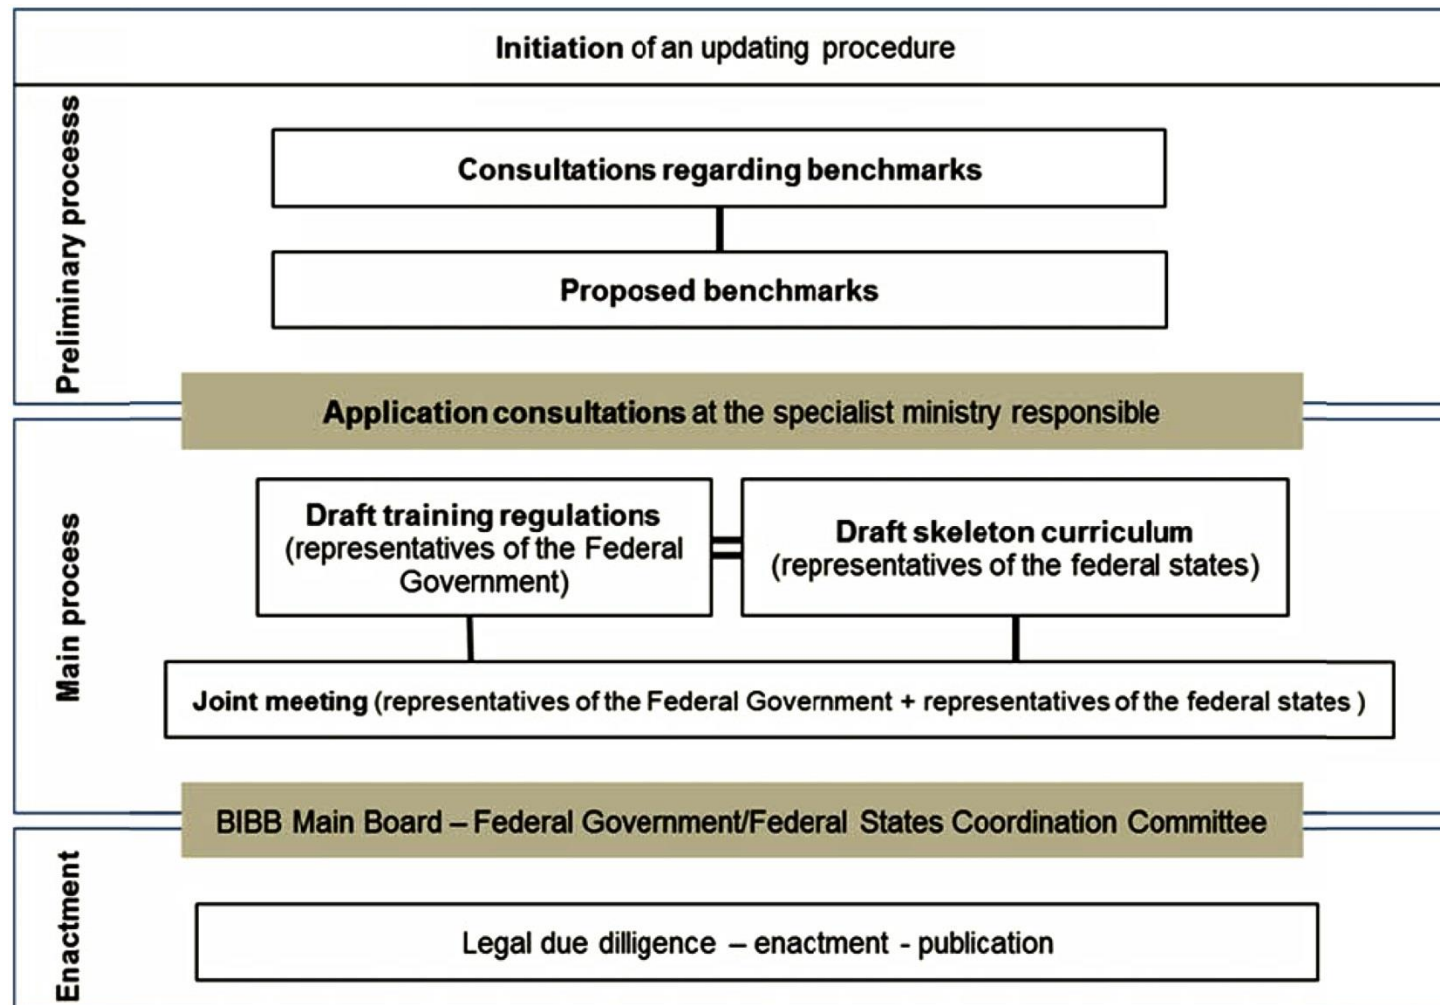 Initiation of an updating procedure
Preliminary processs
Consultations regarding benchmarks
Proposed benchmarks
Application consultations at the specialist ministry responsible
Main process
Draft training regulations
(representatives of the Federal
Government)
Draft skeleton curriculum
(representatives of the federal states)
Joint meeting (representatives of the Federal Government + representatives of the federal states )
BIBB Main Board – Federal Government/Federal States Coordination Committee
Enactment
Legal due dilligence – enactment - publication